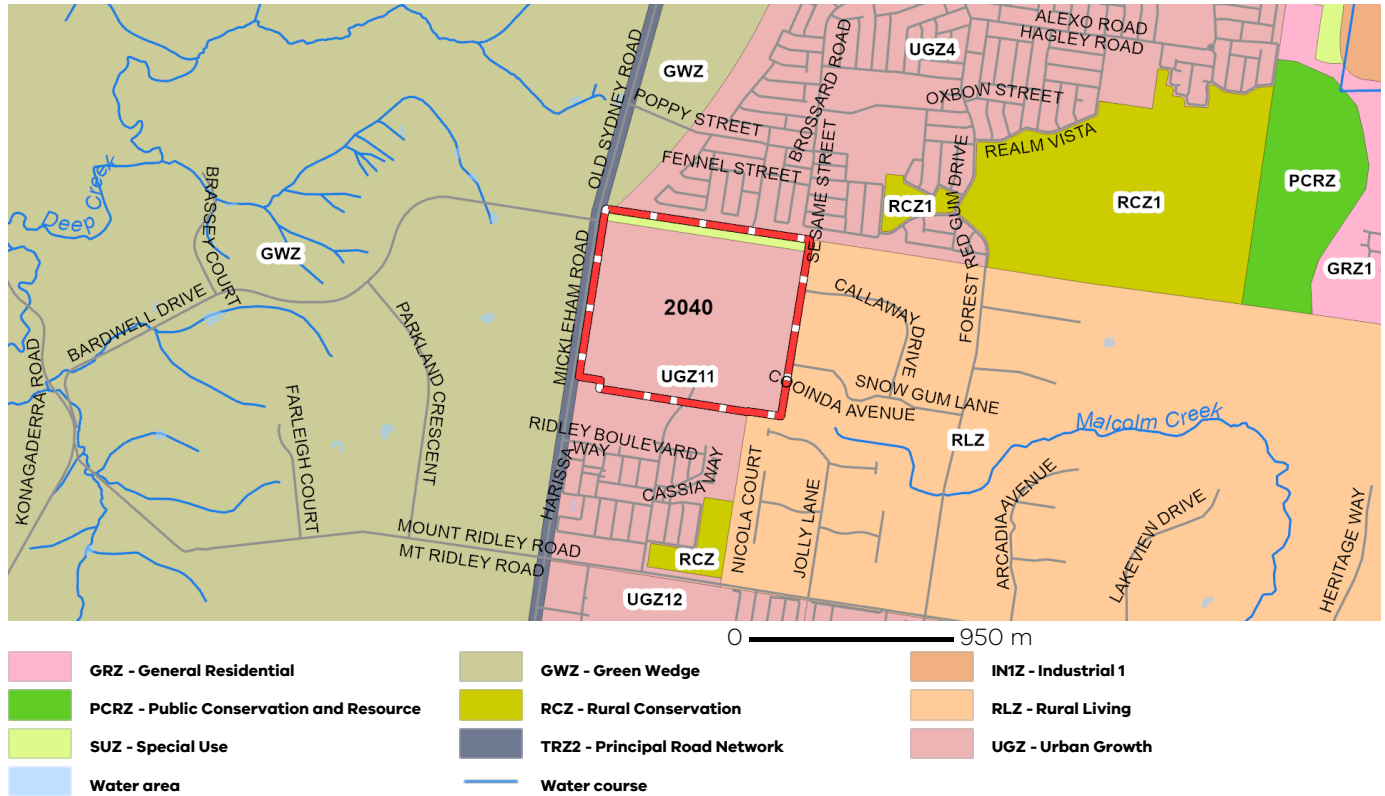 ALEXO ROAD
HAGLEY ROAD
UGZ4
GWZ
OLD SYDNEY ROAD
POPPY STREET
BROSSARD ROAD
OXBOW STREET
REALM VISTA
FENNEL STREET
SESAME STREET
FOREST RED GUM DRIVE
RCZ1
RCZ1
PCRZ
GRZ1
Deep Creek
BRASSEY COURT
GWZ
BARDWELL DRIVE
PARKLAND CRESCENT
MICKLEHAM ROAD
2040
UGZ11
CALLAWAY DRIVE
SNOW GUM LANE
COOINDA AVENUE
KONAGADERRA ROAD
FARLEIGH COURT
RIDLEY BOULEVARD
HARISSA WAY
CASSIA WAY
NICOLA COURT
JOLLY LANE
RLZ
Malcolm Creek
ARCADIA AVENUE
LAKEVIEW DRIVE
HERITAGE WAY
MOUNT RIDLEY ROAD
MT RIDLEY ROAD
RCZ
UGZ12
0 950 m
GRZ - General Residential
GWZ - Green Wedge
IN1Z - Industrial 1
PCRZ - Public Conservation and Resource
RCZ - Rural Conservation
RLZ - Rural Living
SUZ - Special Use
TRZ2 - Principal Road Network
UGZ - Urban Growth
Water area
Water course